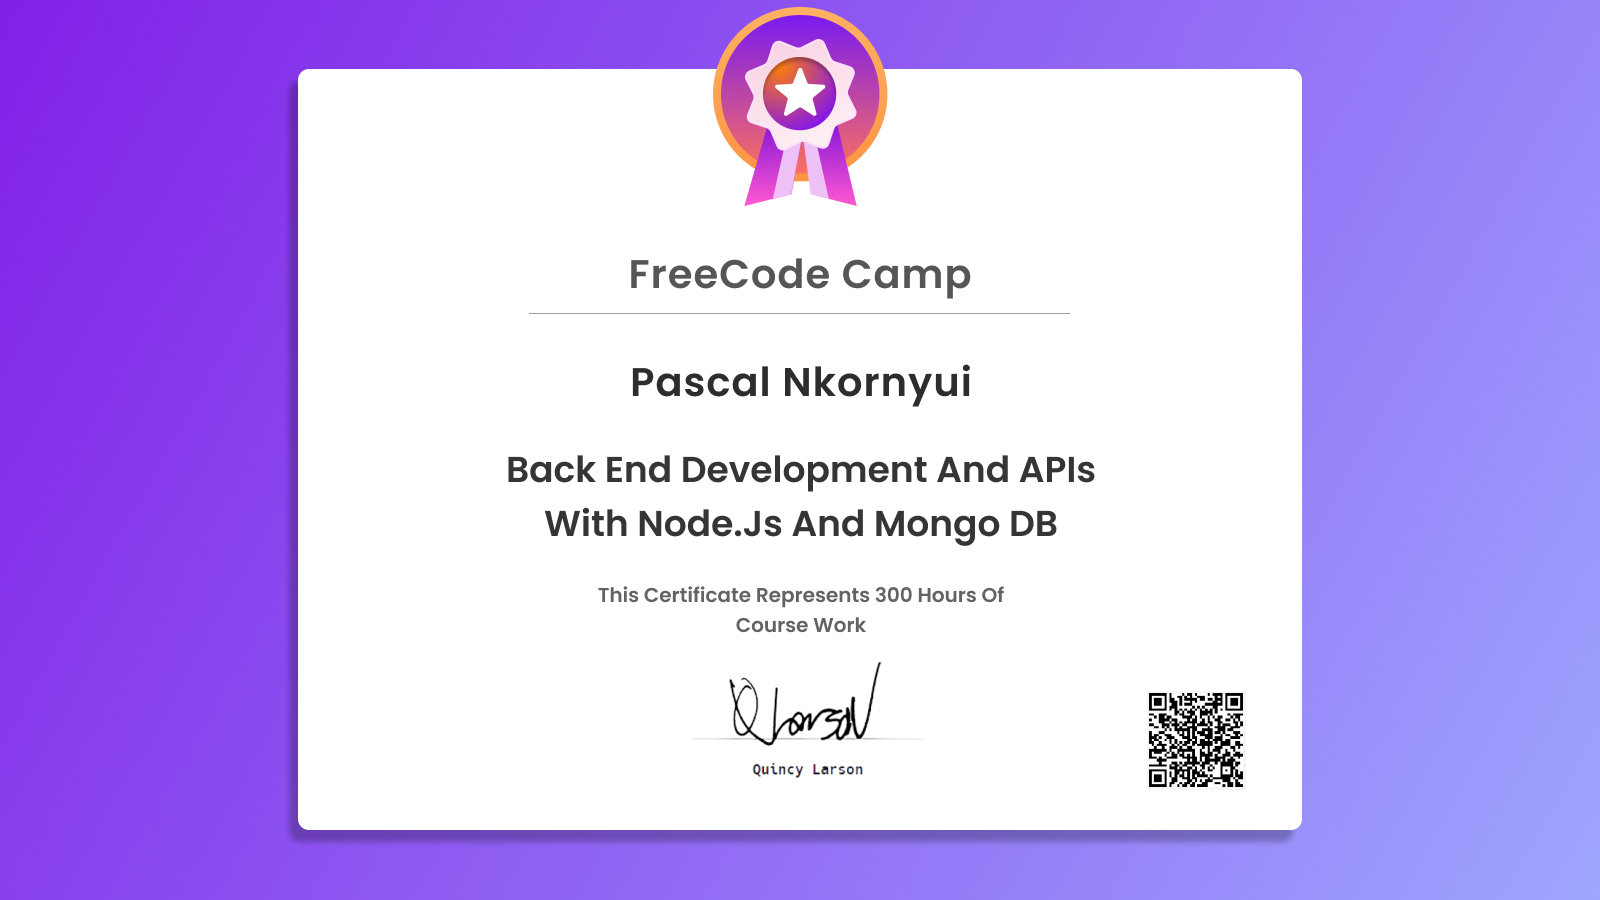 FreeCode Camp
Pascal Nkornyui
Back End Development And APIs
With Node.Js And Mongo DB
This Certificate Represents 300 Hours Of
Course Work
Q Larson
Quincy Larson